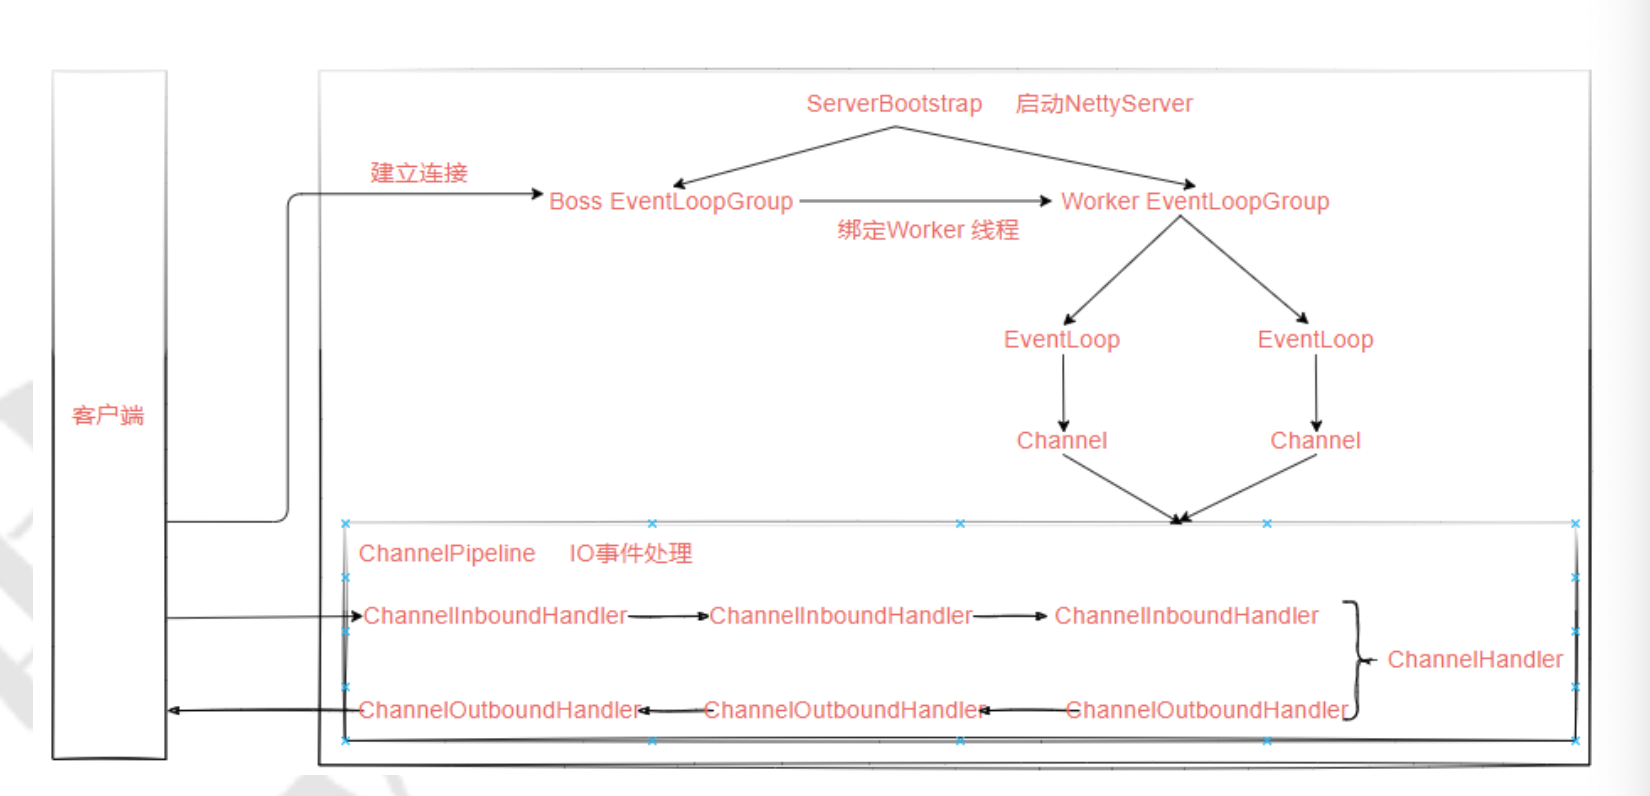 ServerBootstrap 启动NettyServer
建立连接
Boss EventLoopGroup
Worker EventLoopGroup
绑定Worker 线程
EventLoop
EventLoop
客户端
Channel
Channel
ChannelPipeline IO事件处理
ChannelInboundHandler
ChannelInboundHandler
ChannelInboundHandler
ChannelHandler
ChannelOutboundHandler
ChannelOutboundHandler
ChannelOutboundHandler